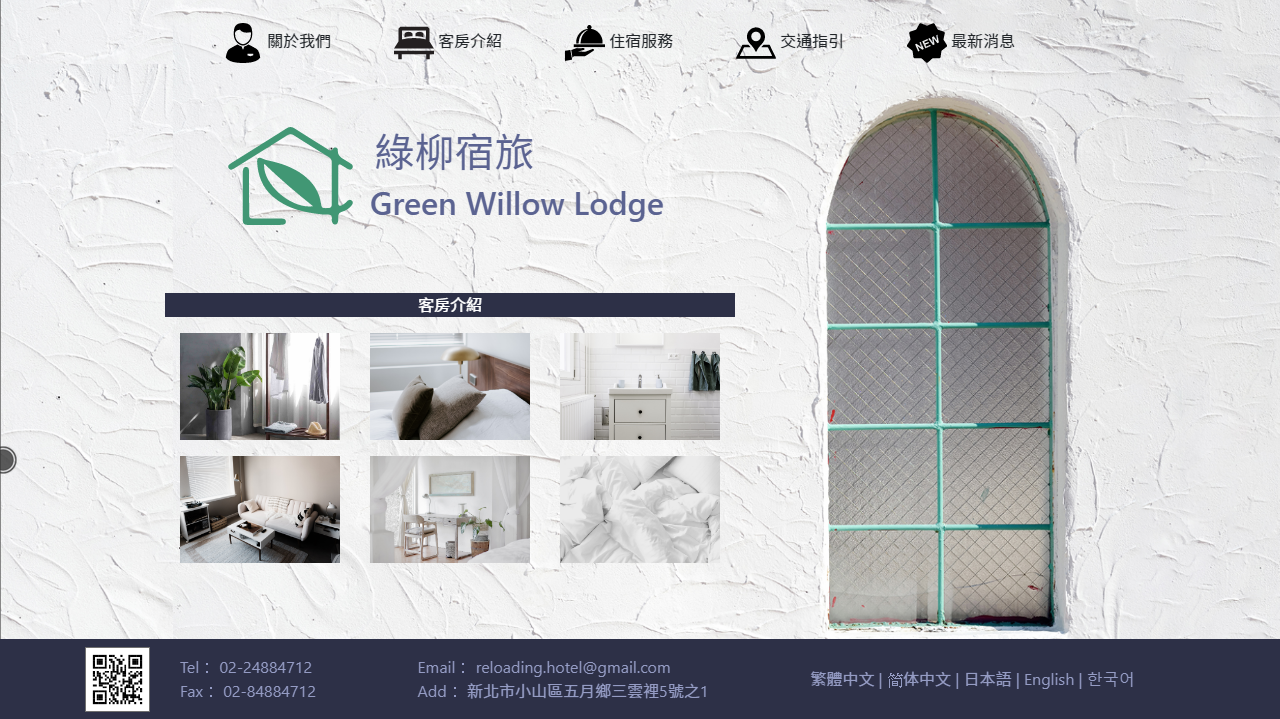 關於我們
客房介紹
住宿服務
交通指引
NEW
最新消息
綠柳宿旅
Green Willow Lodge
客房介紹
Tel： 02-24884712
Fax： 02-84884712
Email： reloading.hotel@gmail.com
Add： 新北市小山區五月鄉三雲裡5號之1
繁體中文 | 简体中文 | 日本語 | English | 한국어